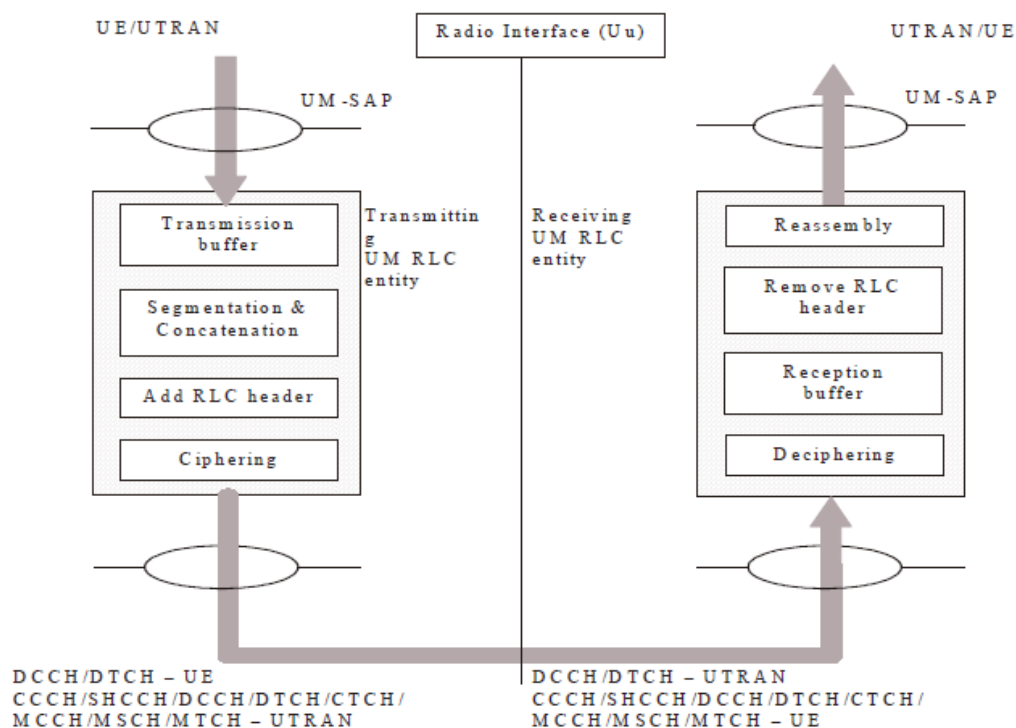 UE/UTRAN
Radio Interface (Uu)
UTRAN/UE
UM-SAP
UM-SAP
Transmission
buffer
Segmentation &
Concatenation
Add RLC header
Ciphering
Transmittin
g
UM RLC
entity
Receiving
UM RLC
entity
Reassembly
Remove RLC
header
Reception
buffer
Deciphering
DCCH/DTCH – UE
CCCH/SHCCH/DCCH/DTCH/CTCH/
MCCH/MSCH/MTCH – UTRAN
DCCH/DTCH – UTRAN
CCCH/SHCCH/DCCH/DTCH/CTCH/
MCCH/MSCH/MTCH – UE